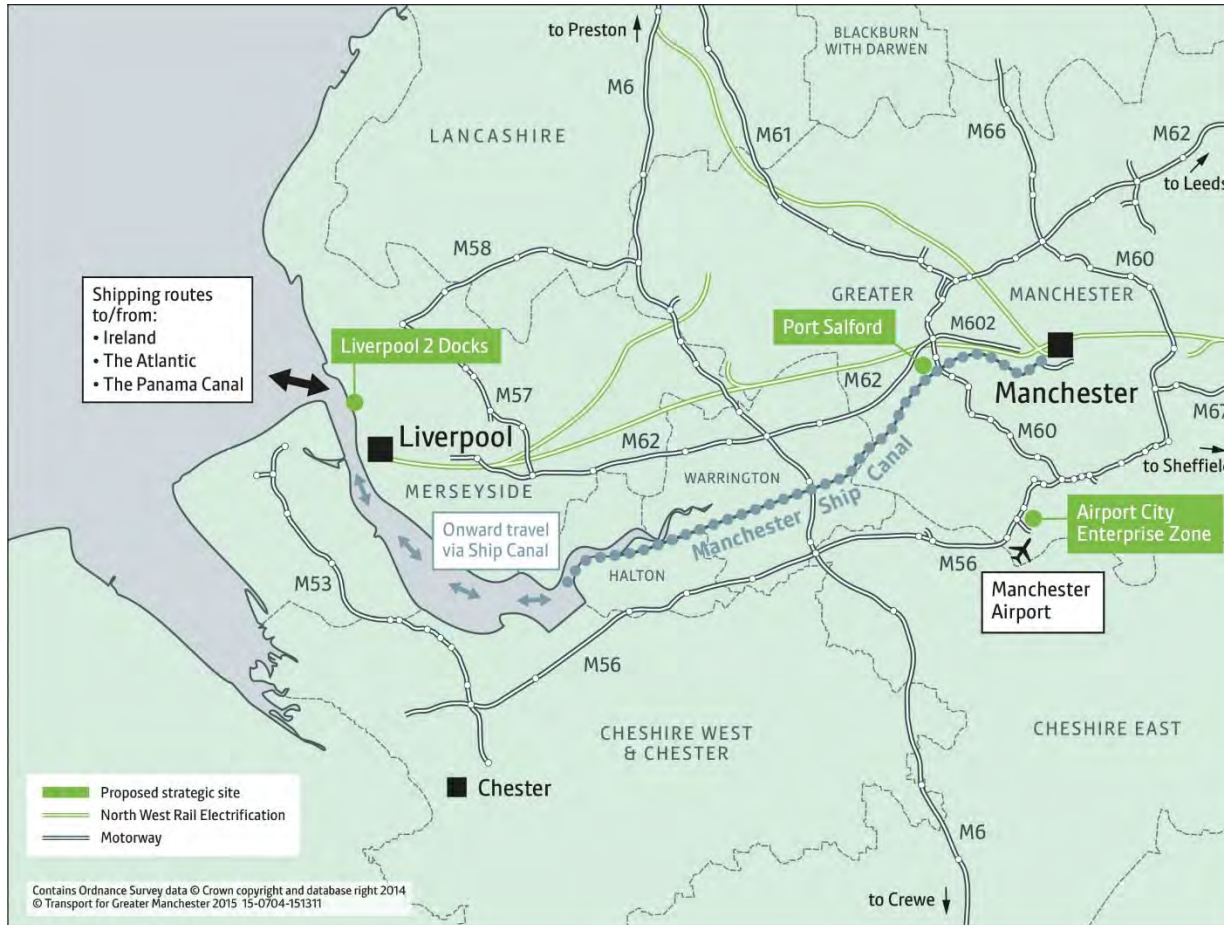 to Preston
BLACKBURN
WITH DARWEN
M6
M61
M66
M62
to Leeds
LANCASHIRE
M58
M60
Shipping routes
to/from:
• Ireland
• The Atlantic
• The Panama Canal
Liverpool 2 Docks
GREATER
MANCHESTER
Port Salford
M602
M62
Manchester
M57
M67
Liverpool
M62
M60
to Sheffield
MERSEYSIDE
WARRINGTON
Manchester Ship Canal
Onward travel
via Ship Canal
Airport City
Enterprise Zone
HALTON
M56
M53
Manchester
Airport
M56
CHESHIRE WEST
& CHESTER
CHESHIRE EAST
Chester
Proposed strategic site
North West Rail Electrification
Motorway
M6
to Crewe
Contains Ordnance Survey data © Crown copyright and database right 2014
© Transport for Greater Manchester 2015 15-0704-151311